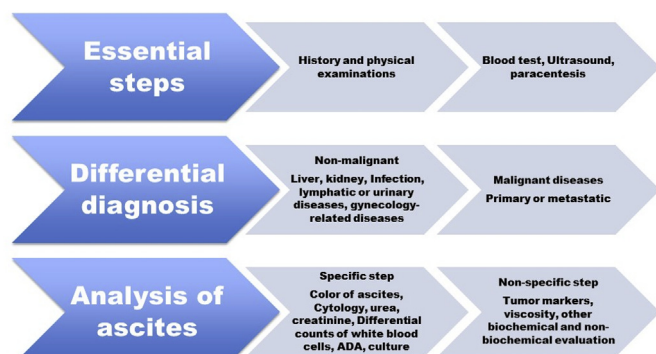 Essential
steps
History and physical
examinations
Blood test, Ultrasound,
paracentesis
Differential
diagnosis
Non-malignant
Liver, kidney, Infection,
lymphatic or urinary
diseases, gynecology-
related diseases
Malignant diseases
Primary or metastatic
Analysis of
ascites
Specific step
Color of ascites,
Cytology, urea,
creatinine, Differential
counts of white blood
cells, ADA, culture
Non-specific step
Tumor markers,
viscosity, other
biochemical and non-
biochemical evaluation